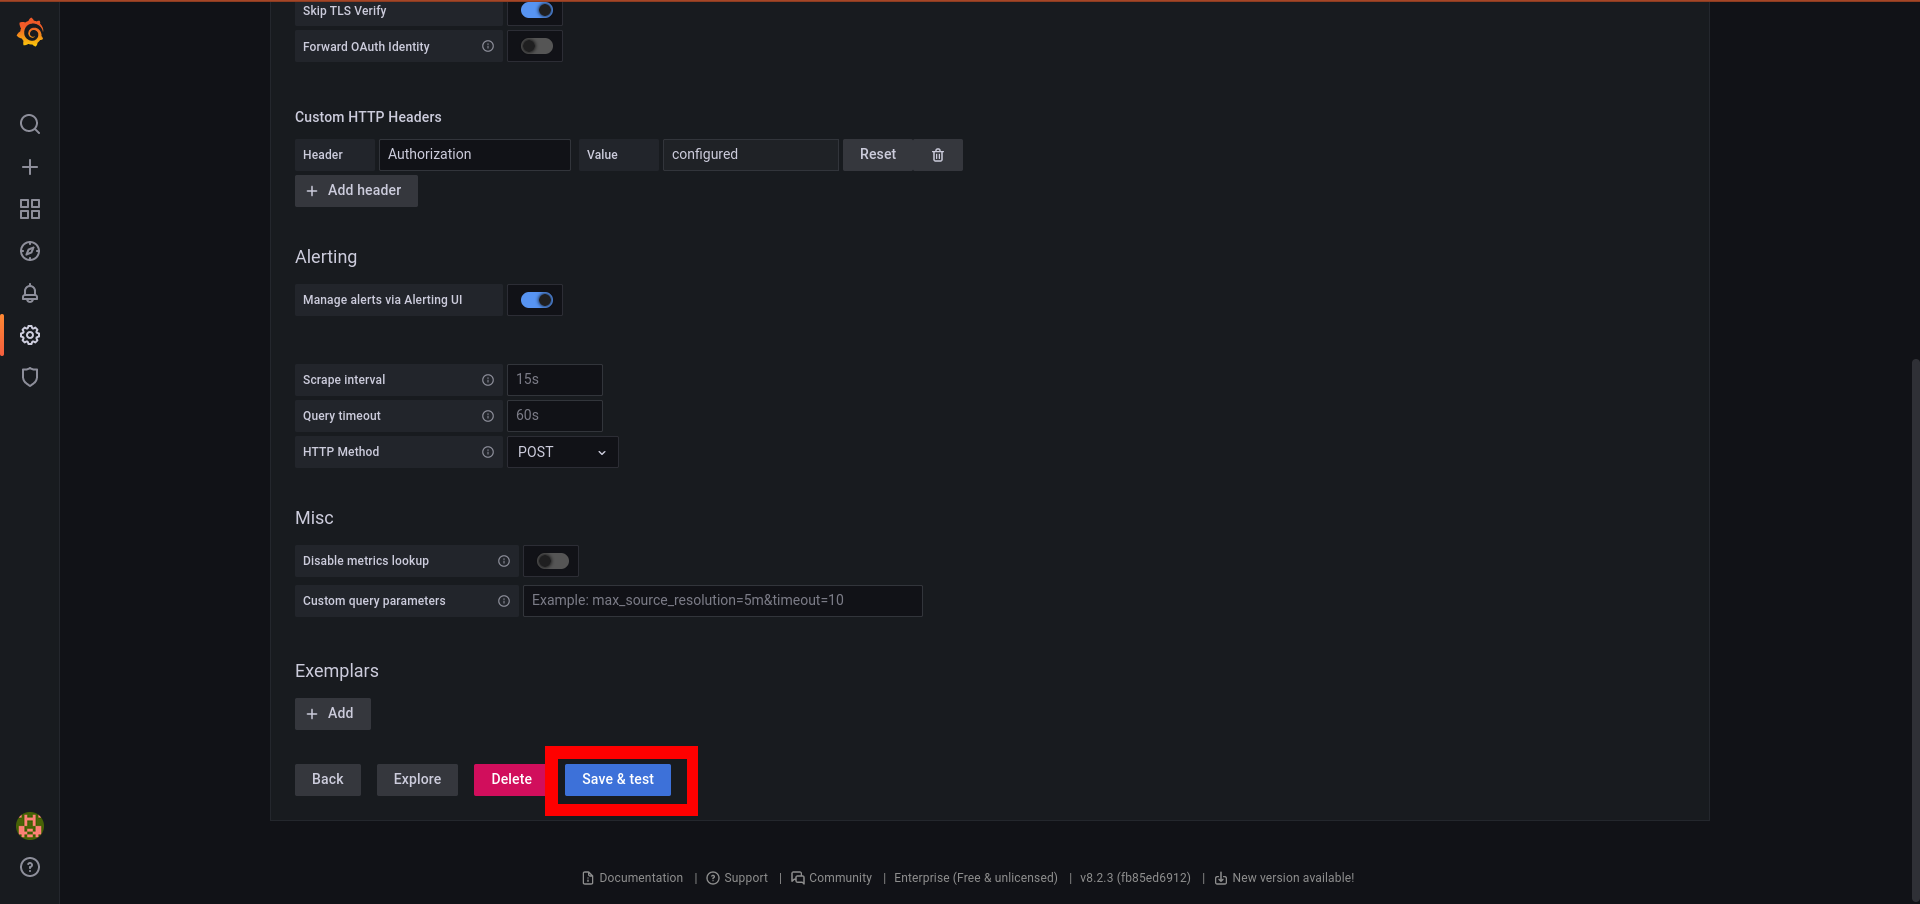 Skip TLS Verify
Forward OAuth Identity
Custom HTTP Headers
Header Authorization Value configured Reset
Add header
Alerting
Manage alerts via Alerting UI
Scrape interval 15s
Query timeout 60s
HTTP Method POST
Misc
Disable metrics lookup
Custom query parameters Example: max_source_resolution=5m&timeout=10
Exemplars
Add
Back Explore Delete Save & test
Documentation | Support | Community | Enterprise (Free & unlicensed) | v8.2.3 (fb85ed6912) | New version available!